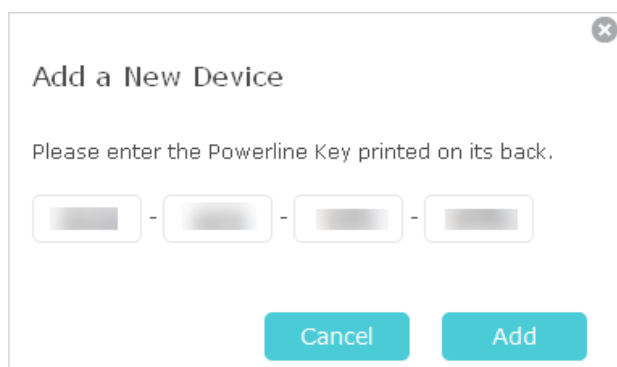 Add a New Device
Please enter the Powerline Key printed on its back.
- - -
Cancel Add